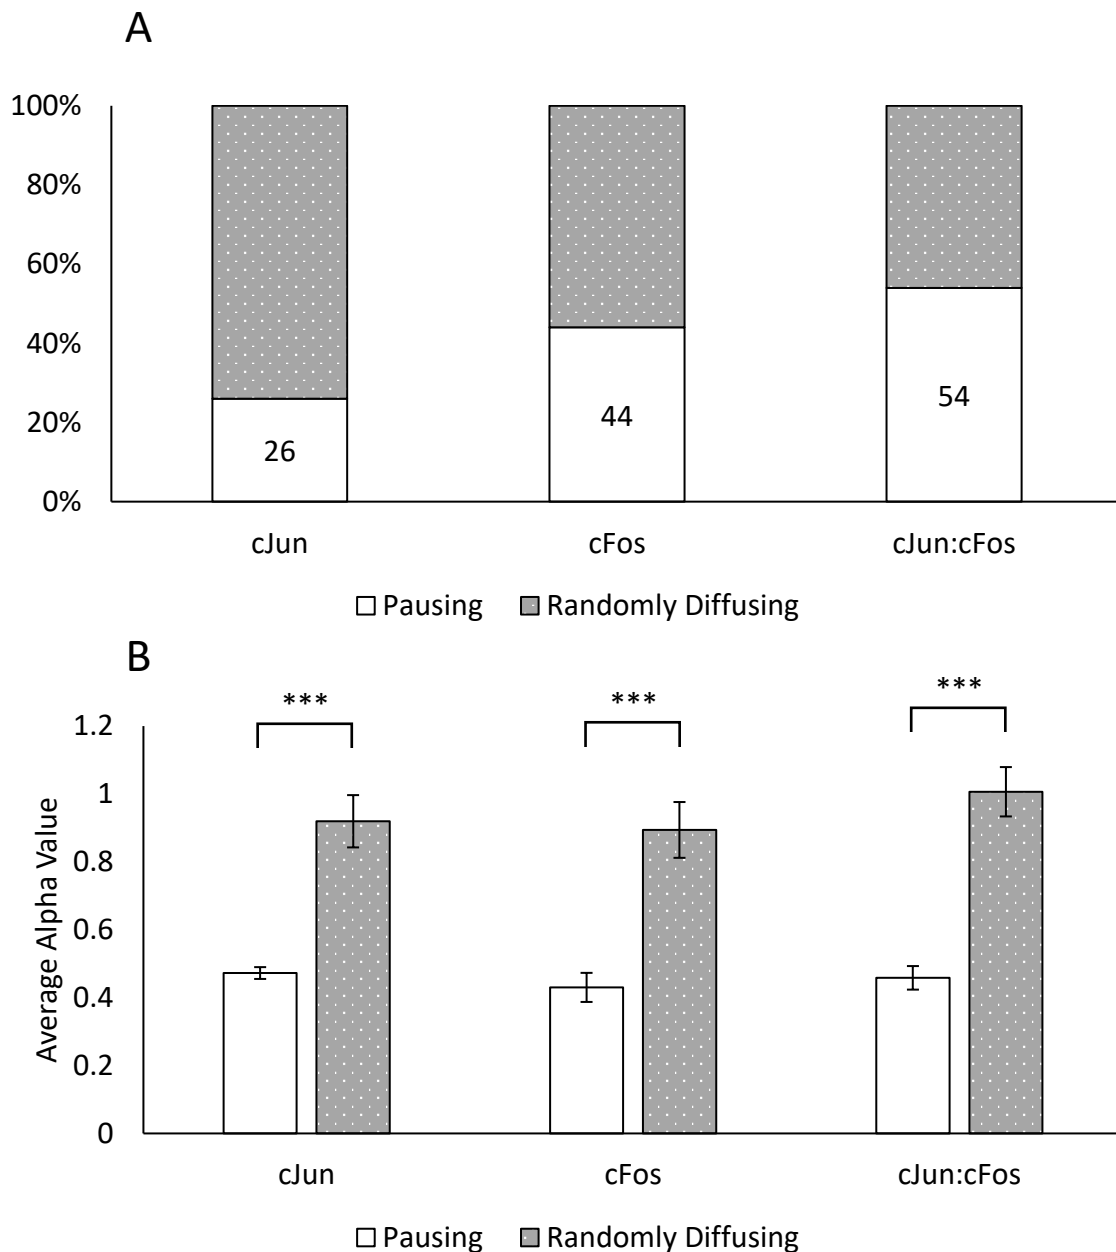 A
100%
80%
60%
40%
20%
0%
26
44
54
cJun cFos cJun:cFos
Pausing Randomly Diffusing
B
*** *** ***
Average Alpha Value
1.2
1
0.8
0.6
0.4
0.2
0
cJun cFos cJun:cFos
Pausing Randomly Diffusing